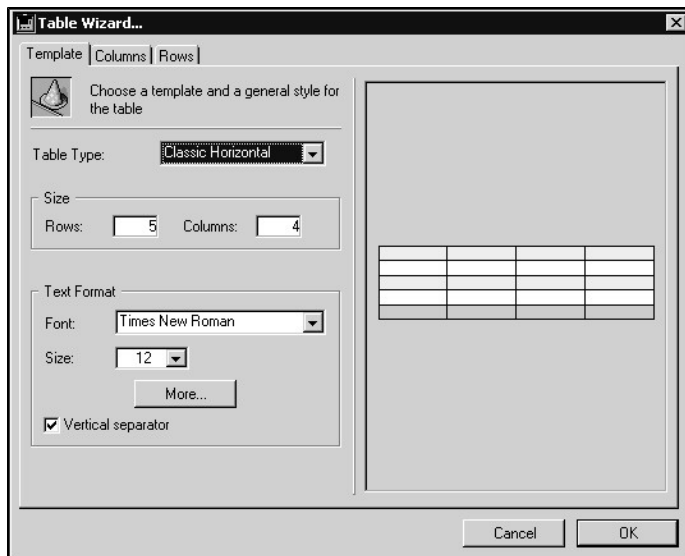 Table Wizard...
Template Columns Rows
Choose a template and a general style for
the table
Table Type: Classic Horizontal
Size
Rows: 5 Columns: 4
Text Format
Font: Times New Roman
Size: 12
More...
Vertical separator
Cancel OK